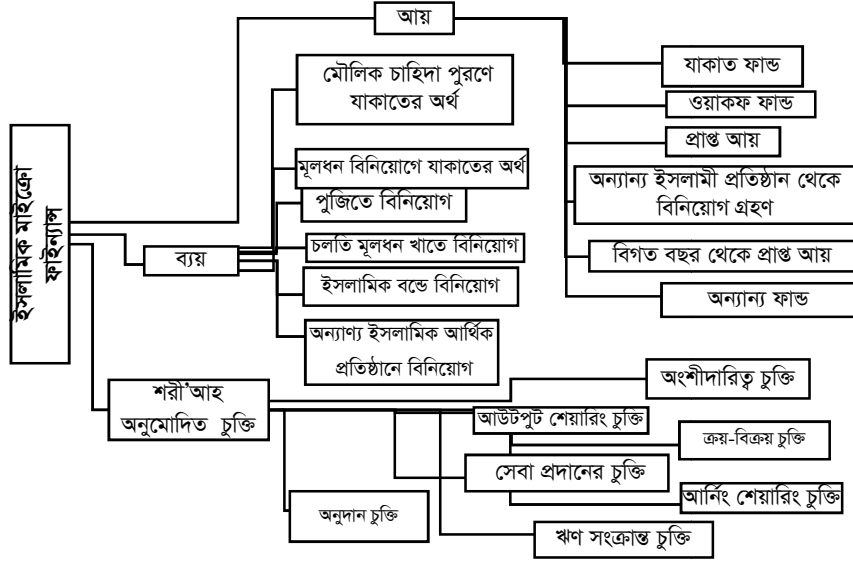 ইসলামিক মাইক্রো
ফাইন্যান্স
আয়
যাকাত ফান্ড
ওয়াকফ ফান্ড
প্রাপ্ত আয়
অন্যান্য ইসলামী প্রতিষ্ঠান থেকে
বিনিয়োগ গ্রহণ
বিগত বছর থেকে প্রাপ্ত আয়
অন্যান্য ফান্ড
ব্যয়
মৌলিক চাহিদা পুরণে
যাকাতের অর্থ
মূলধন বিনিয়োগে যাকাতের অর্থ
পুজিতে বিনিয়োগ
চলতি মূলধন খাতে বিনিয়োগ
ইসলামিক বন্ডে বিনিয়োগ
অন্যাণ্য ইসলামিক আর্থিক
প্রতিষ্ঠানে বিনিয়োগ
শরী’আহ
অনুমোদিত চুক্তি
অংশীদারিত্ব চুক্তি
আউটপুট শেয়ারিং চুক্তি
ক্রয়-বিক্রয় চুক্তি
সেবা প্রদানের চুক্তি
আর্নিং শেয়ারিং চুক্তি
অনুদান চুক্তি
ঋণ সংক্রান্ত চুক্তি